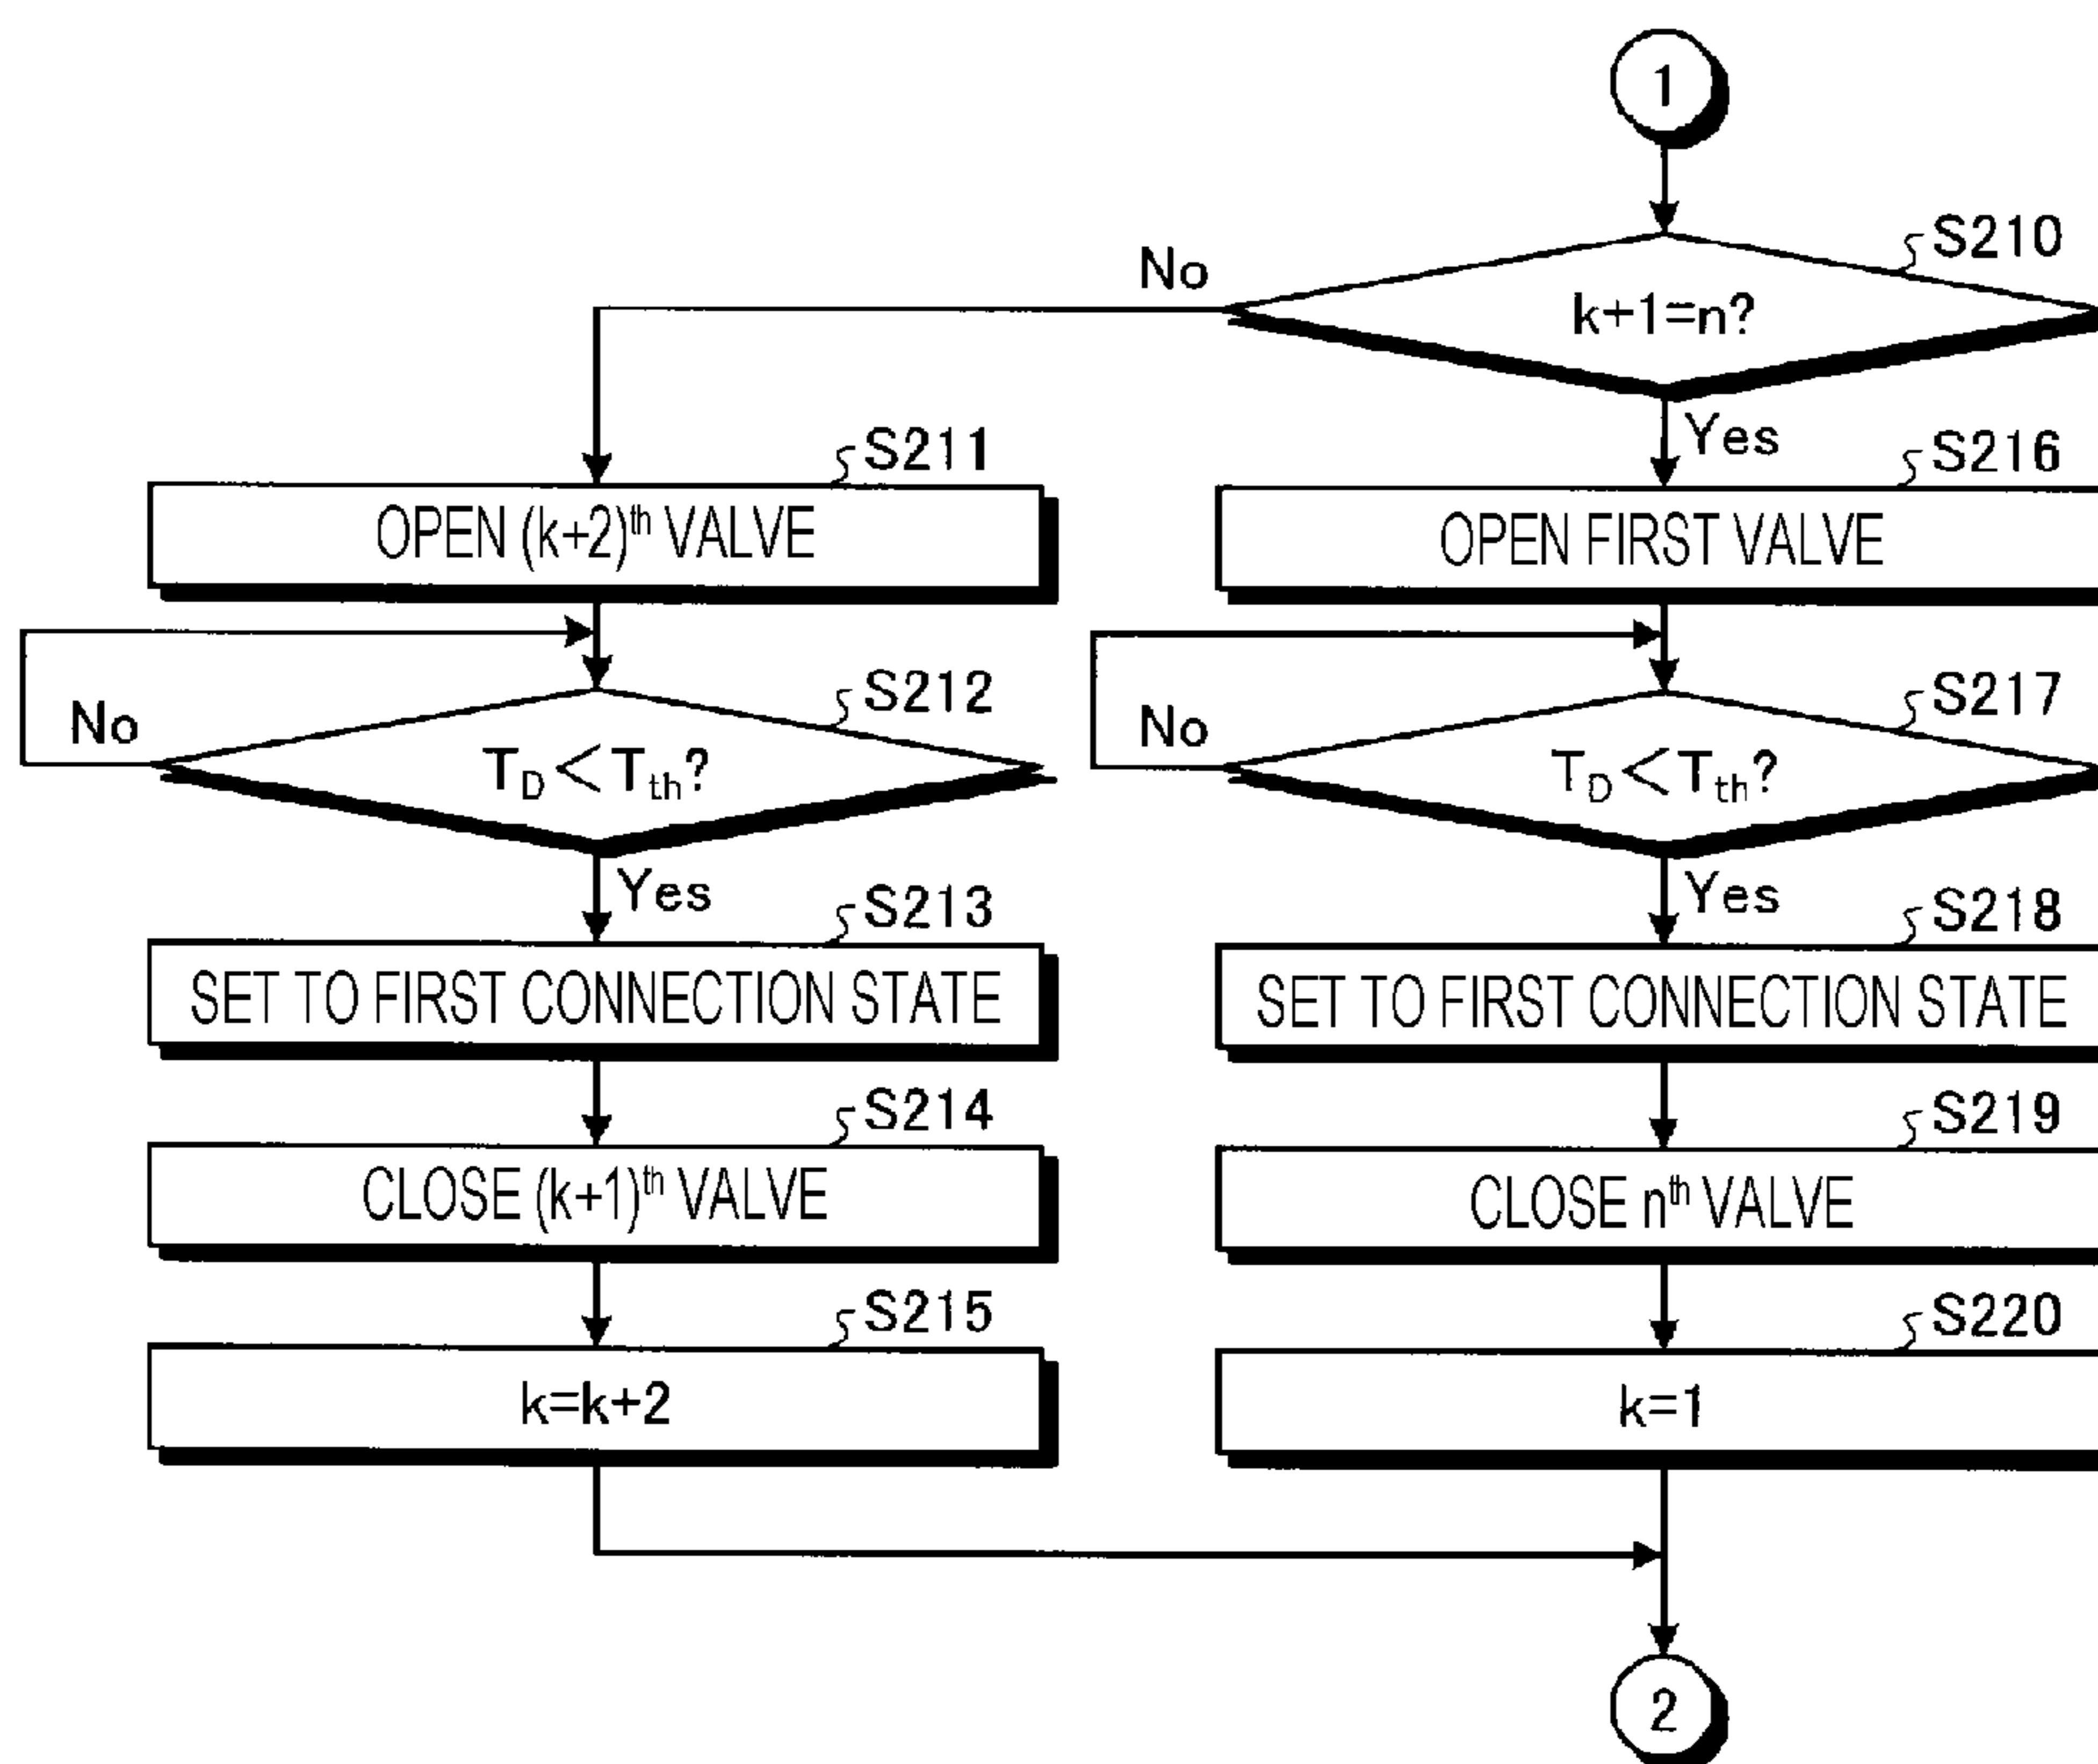 1
S210
No
k+1=n?
Yes
S211
OPEN (k+2)th VALVE
S216
OPEN FIRST VALVE
S212
No
TD<Tth?
Yes
S217
No
TD<Tth?
Yes
S213
SET TO FIRST CONNECTION STATE
S218
SET TO FIRST CONNECTION STATE
S214
CLOSE (k+1)th VALVE
S219
CLOSE nth VALVE
S215
k=k+2
S220
k=1
2